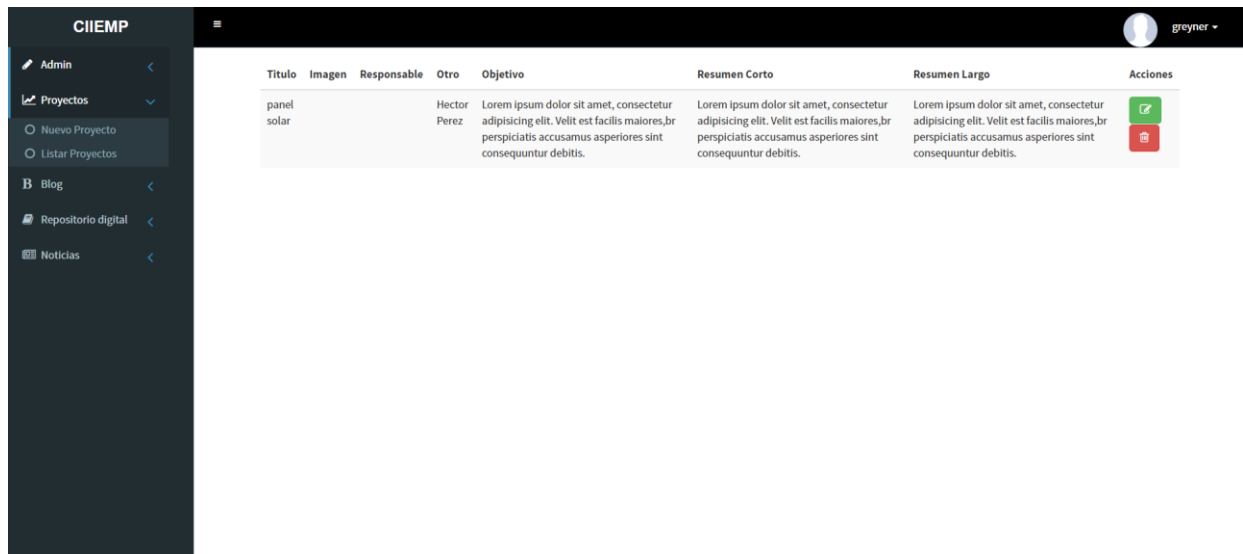 CIIEMP
greyner
Admin
Proyectos
Nuevo Proyecto
Listar Proyectos
B Blog
Repositorio digital
Noticias
Titulo Imagen Responsable Otro Objetivo Resumen Corto Resumen Largo Acciones
panel
solar
Hector
Perez
Lorem ipsum dolor sit amet, consectetur
adipisicing elit. Velit est facilis maiores,br
perspiciatis accusamus asperiores sint
consequuntur debitis.
Lorem ipsum dolor sit amet, consectetur
adipisicing elit. Velit est facilis maiores,br
perspiciatis accusamus asperiores sint
consequuntur debitis.
Lorem ipsum dolor sit amet, consectetur
adipisicing elit. Velit est facilis maiores,br
perspiciatis accusamus asperiores sint
consequuntur debitis.